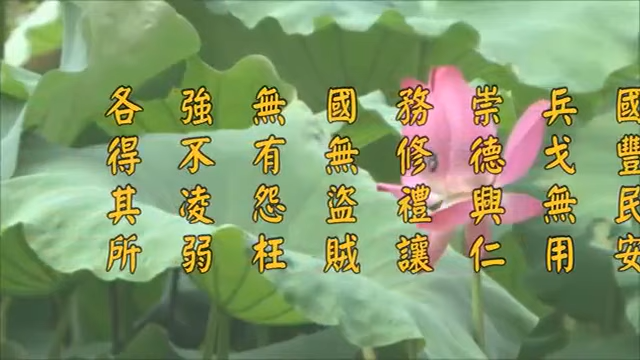 國豐民安
兵戈無用
崇德興仁
務修禮讓
國無盜賊
無有怨枉
強不凌弱
各得其所